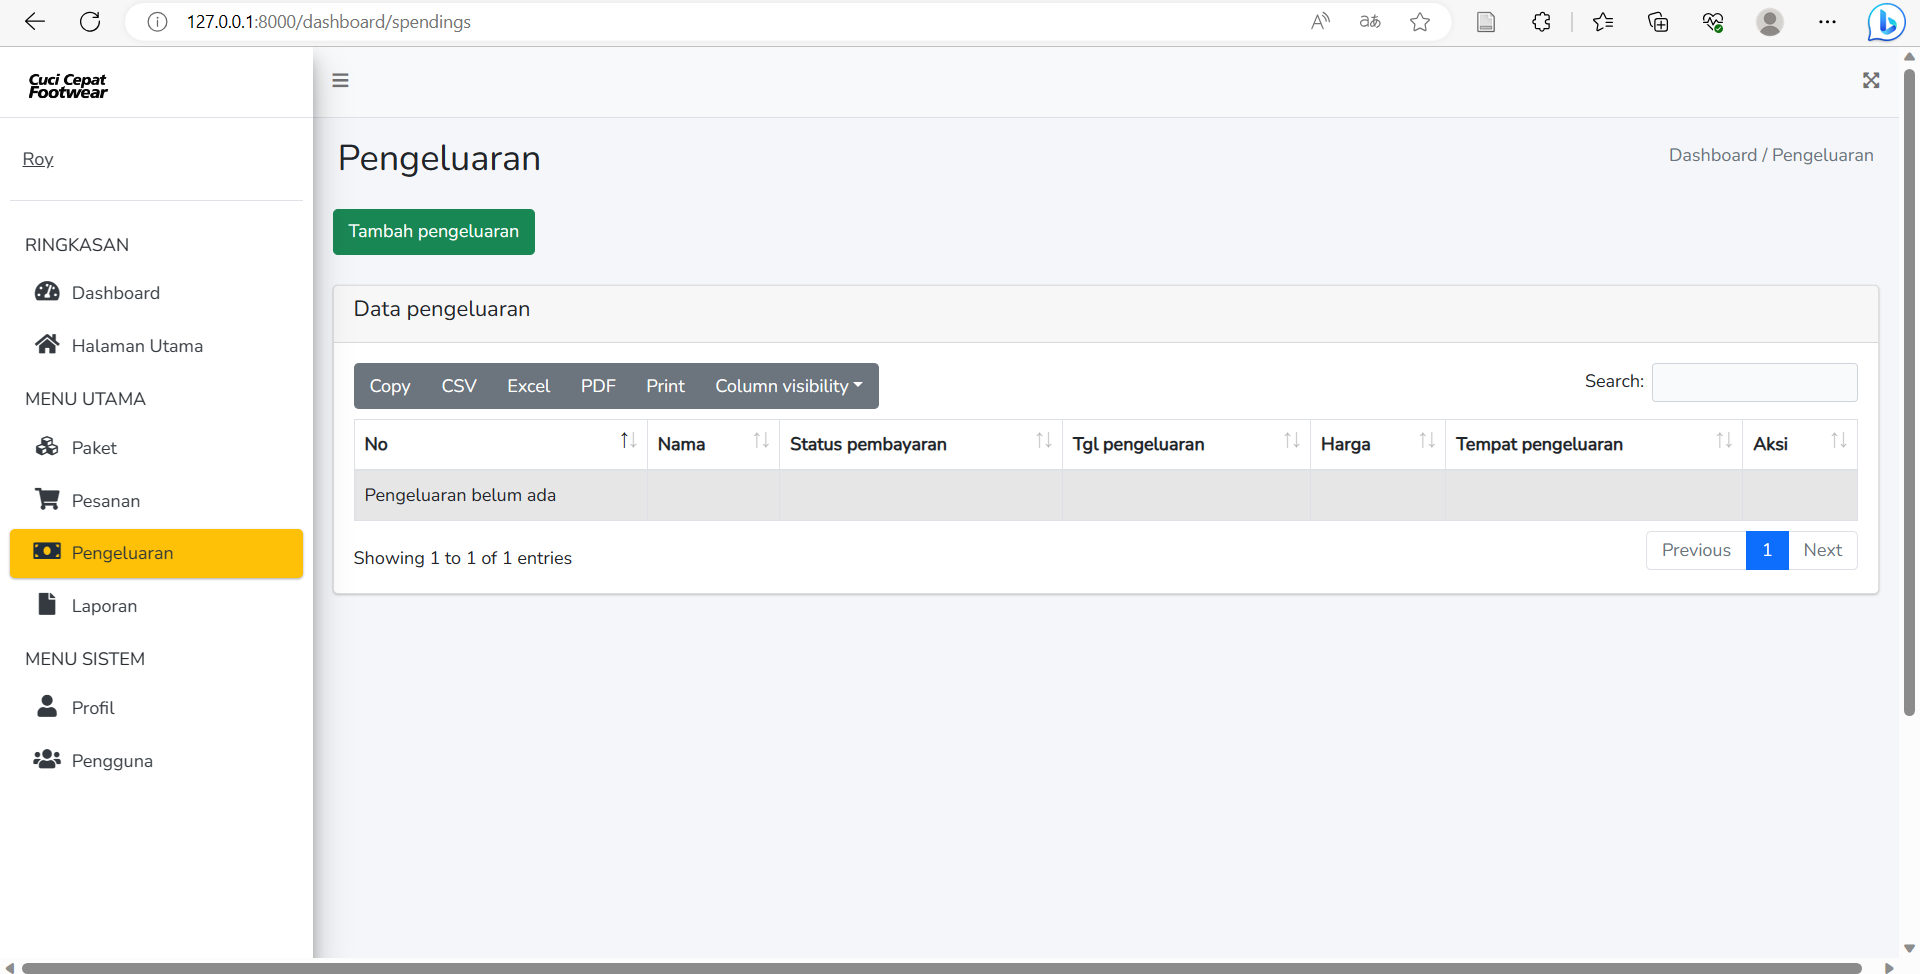 127.0.0.1:8000/dashboard/spendings
Cuci Cepat
Footwear
Roy
RINGKASAN
Dashboard
Halaman Utama
MENU UTAMA
Paket
Pesanan
Pengeluaran
Laporan
MENU SISTEM
Profil
Pengguna
Pengeluaran
Dashboard / Pengeluaran
Tambah pengeluaran
Data pengeluaran
Copy CSV Excel PDF Print Column visibility
Search:
No Nama Status pembayaran Tgl pengeluaran Harga Tempat pengeluaran Aksi
Pengeluaran belum ada
Showing 1 to 1 of 1 entries
Previous 1 Next